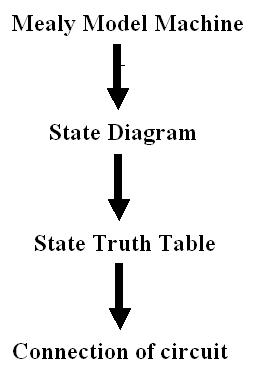 Mealy Model Machine
State Diagram
State Truth Table
Connection of circuit